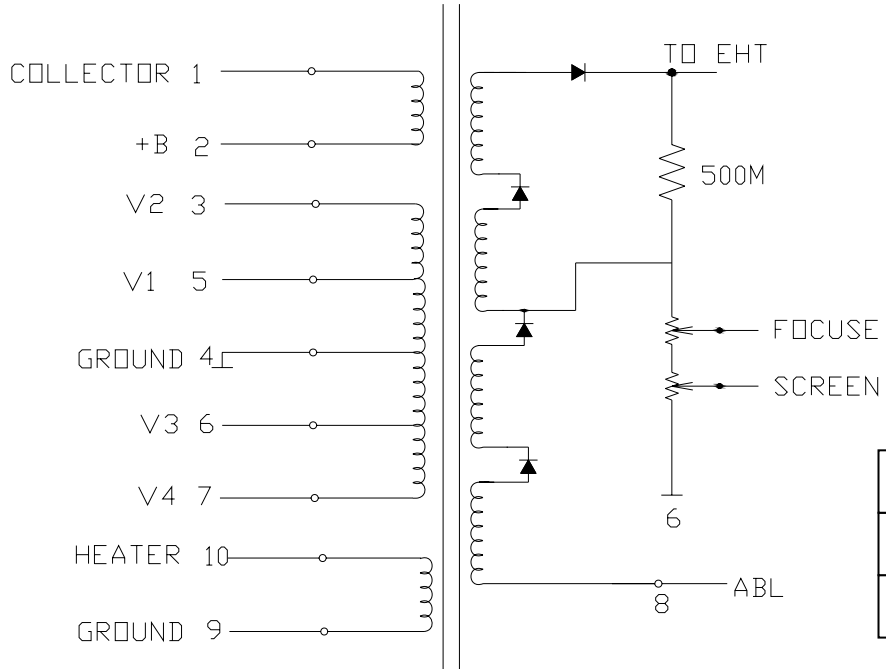 COLLECTOR 1
+B 2
V2 3
V1 5
GROUND 4
V3 6
V4 7
HEATER 10
GROUND 9
TO EHT
500M
FOCUSE
SCREEN
6
ABL
8